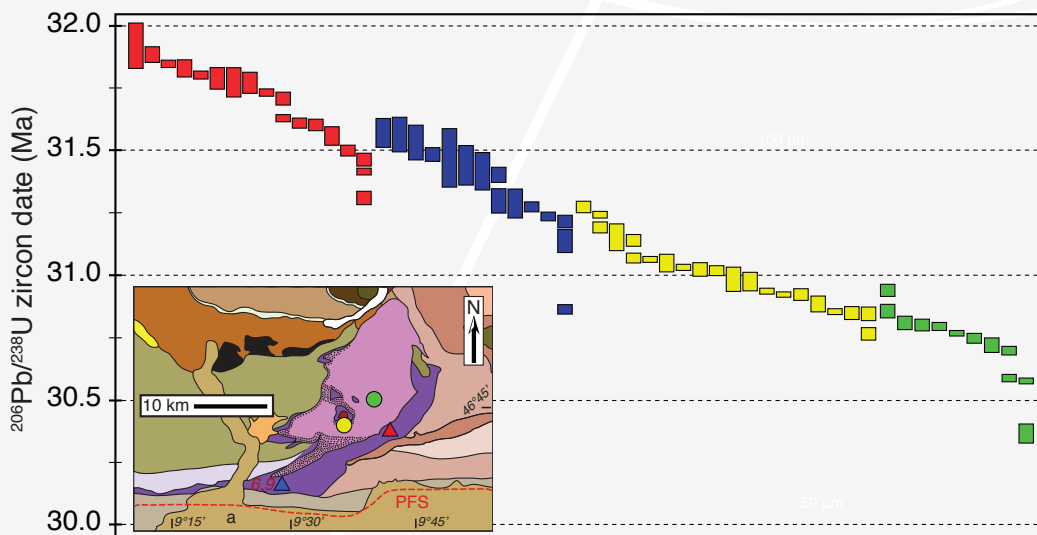 32.0
100 µm
31.5
206Pb/238U zircon date (Ma)
31.0
N
10 km
46°45'
30.5
6.9
PFS
50 µm
a
9°15'
9°30'
9°45'
30.0